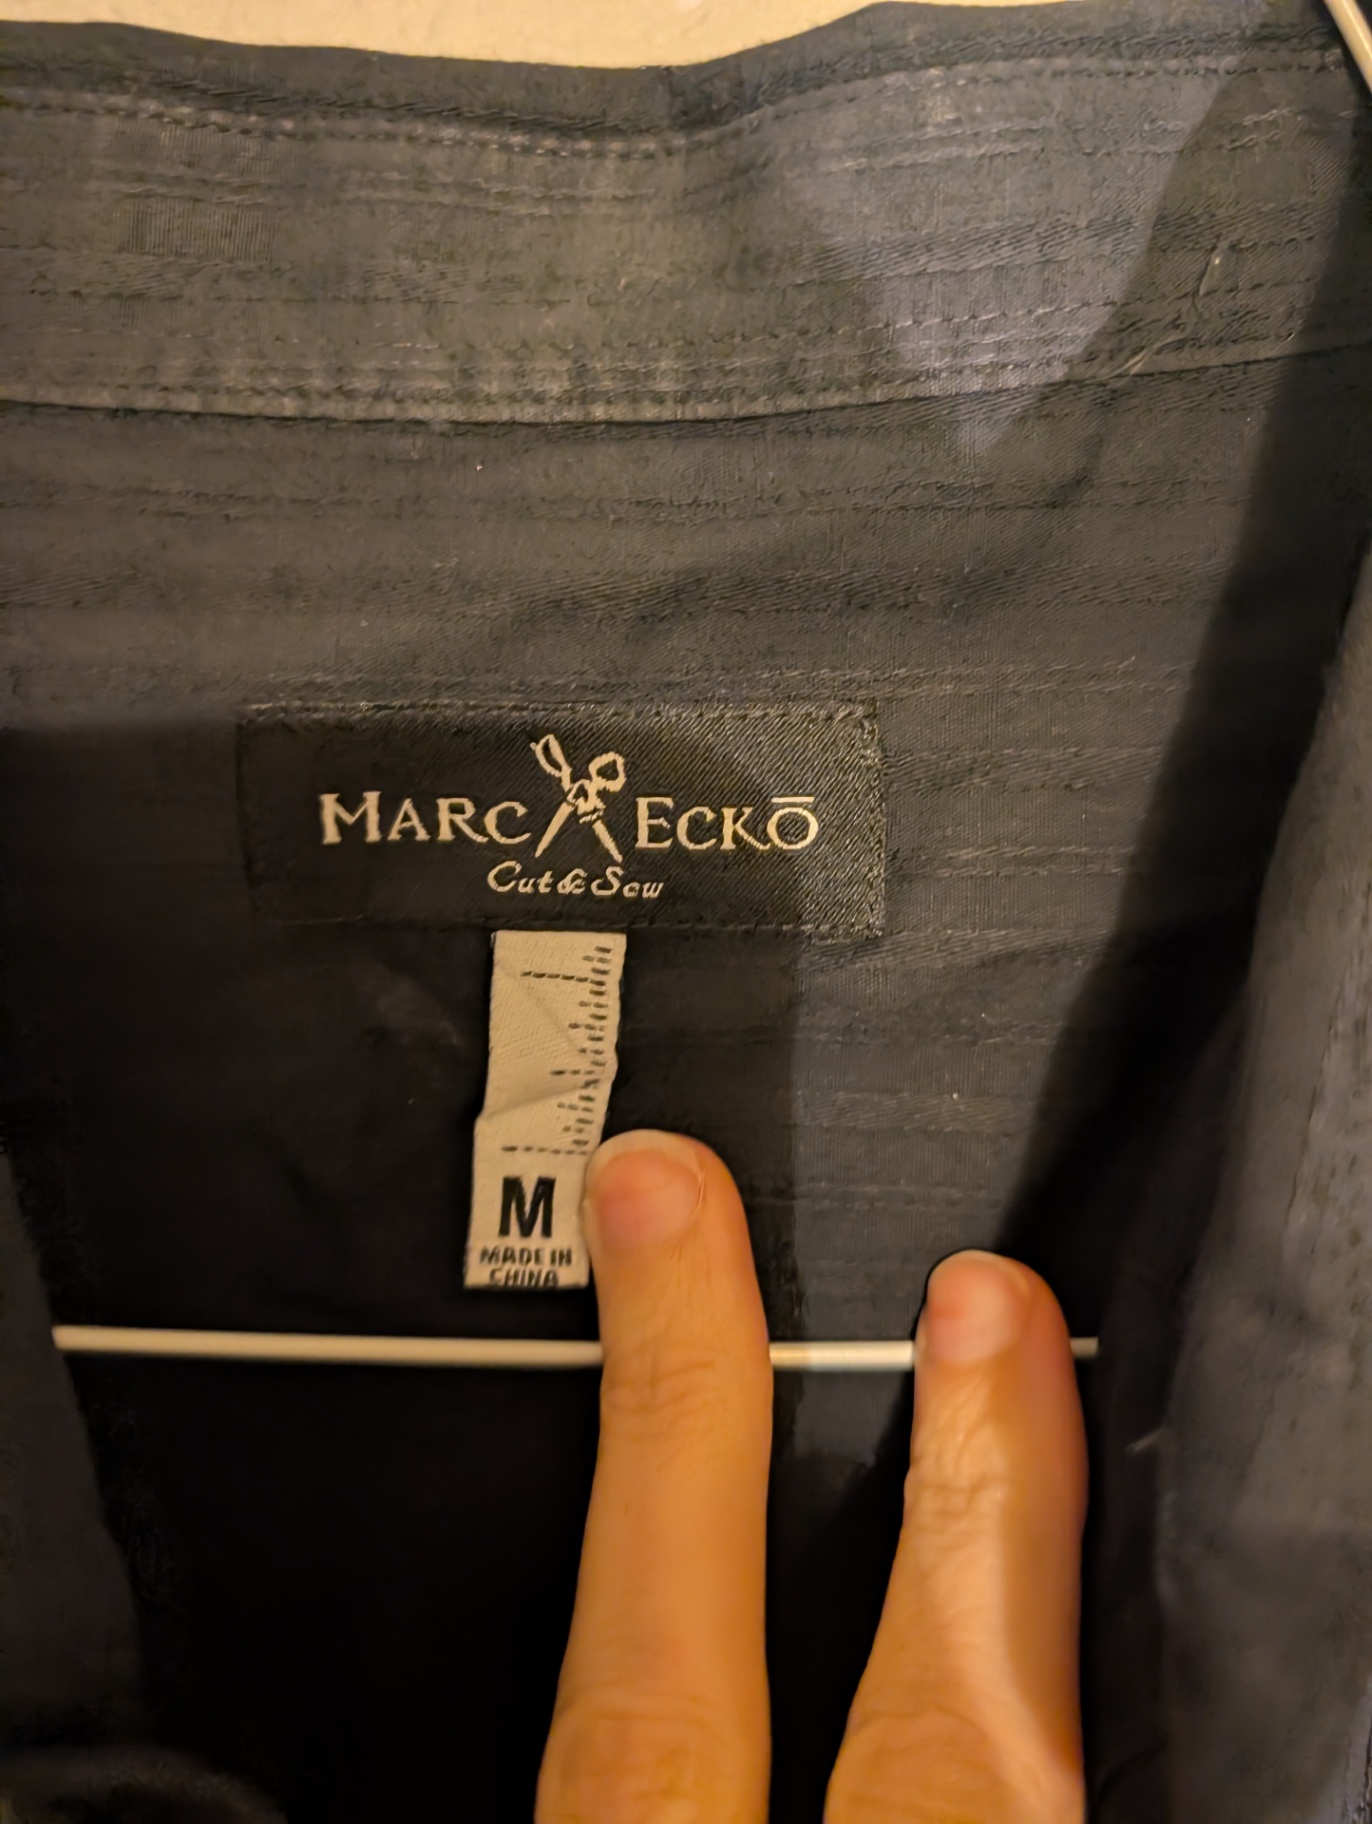 MARC ECKŌ
Cut & Sew
M
MADE IN
CHINA